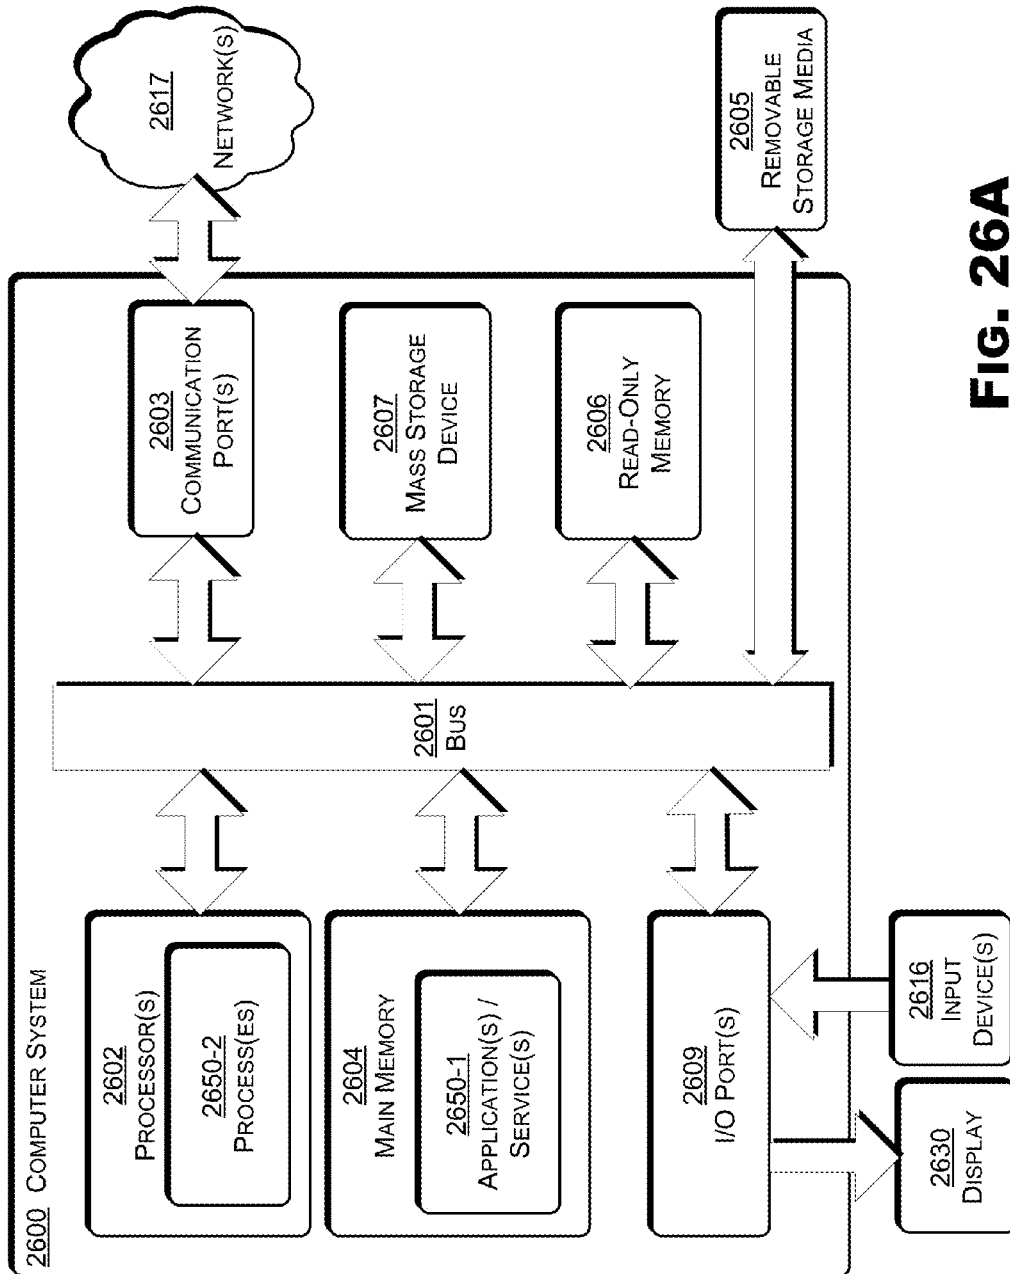 2600 COMPUTER SYSTEM
2602
PROCESSOR(S)
2650-2
PROCESS(ES)
2604
MAIN MEMORY
2650-1
APPLICATION(S) /
SERVICE(S)
2609
I/O PORT(S)
2630
DISPLAY
2616
INPUT
DEVICE(S)
2601
BUS
2603
COMMUNICATION
PORT(S)
2607
MASS STORAGE
DEVICE
2606
READ-ONLY
MEMORY
2617
NETWORK(S)
2605
REMOVABLE
STORAGE MEDIA
FIG. 26A